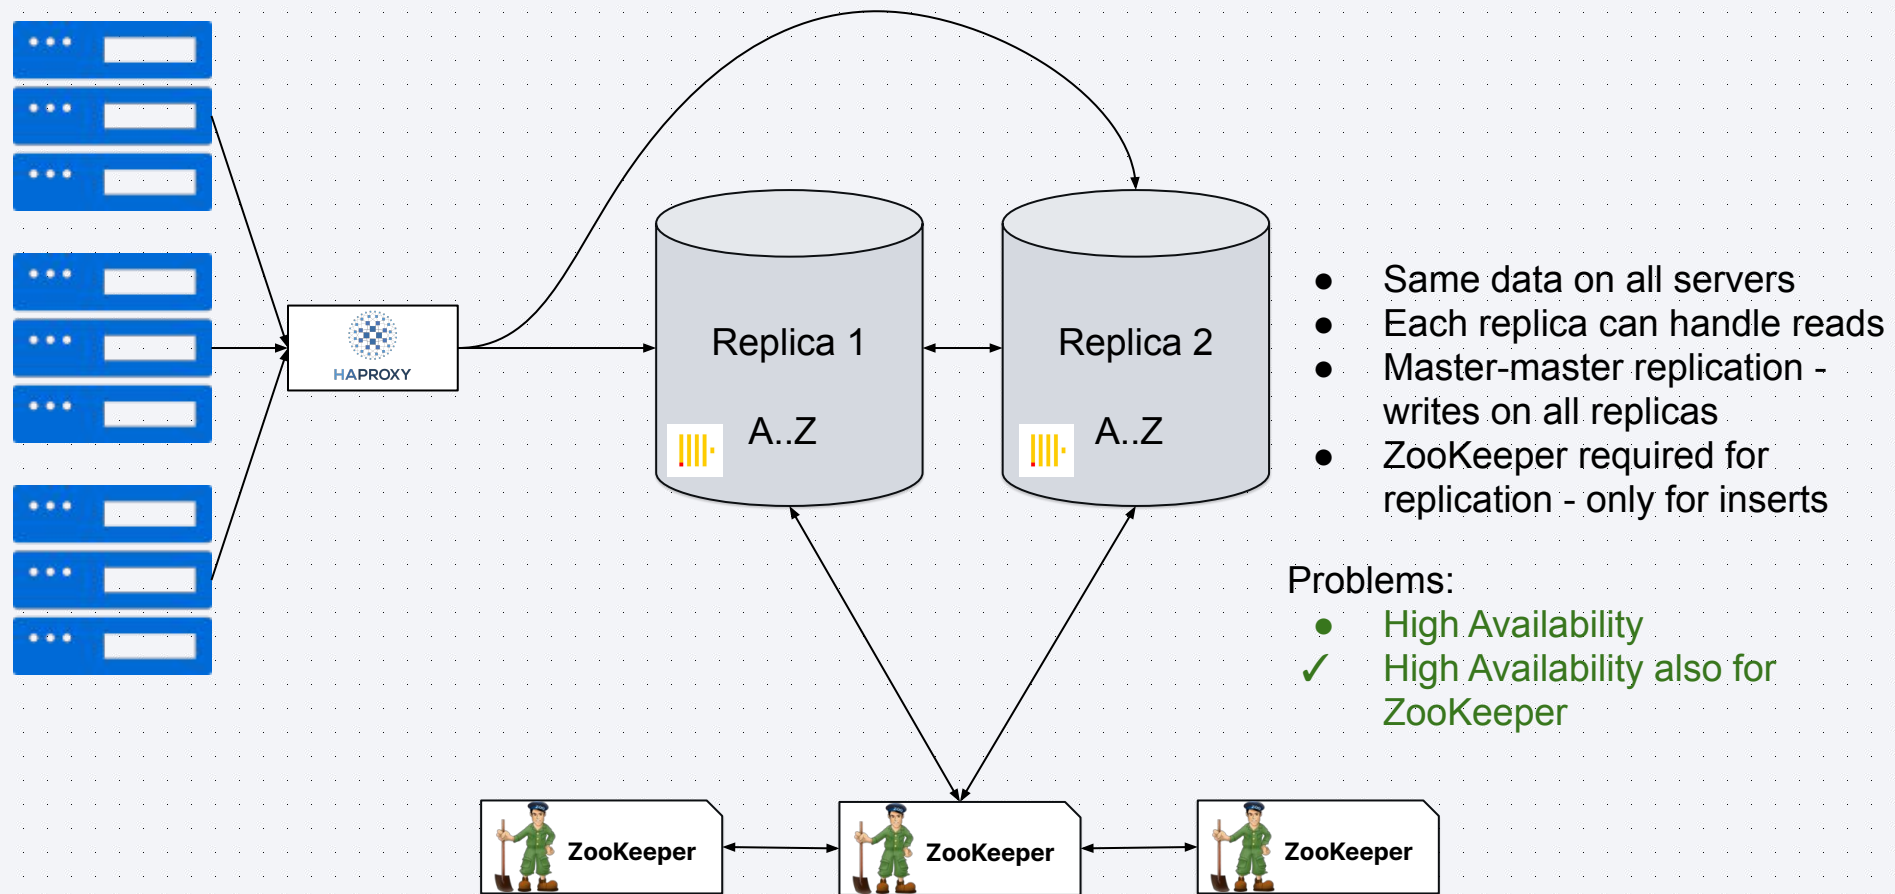 HAPROXY
Replica 1
A..Z
Replica 2
A..Z
● Same data on all servers
● Each replica can handle reads
● Master-master replication -
writes on all replicas
● ZooKeeper required for
replication - only for inserts
Problems:
● High Availability
✓ High Availability also for
ZooKeeper
ZooKeeper
ZooKeeper
ZooKeeper